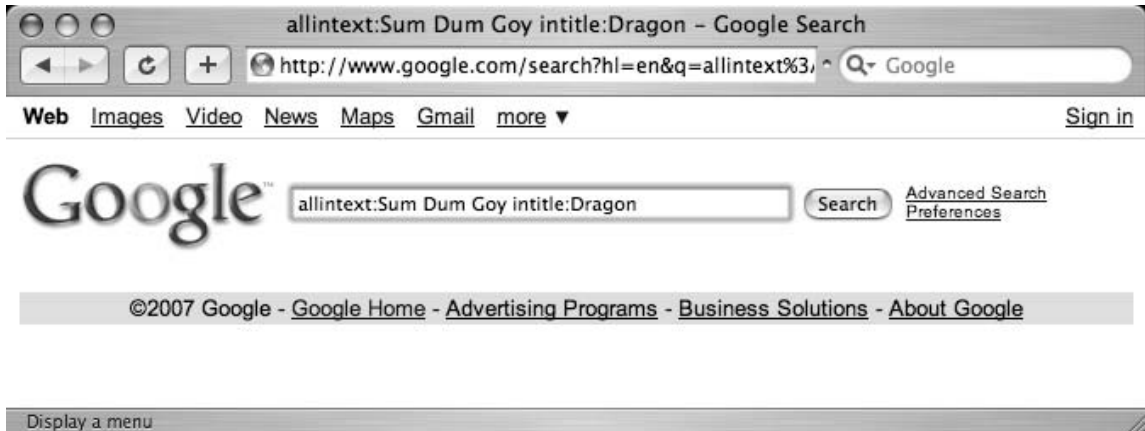 allintext:Sum Dum Goy intitle:Dragon – Google Search
http://www.google.com/search?hl=en&q=allintext%3 Google
Web Images Video News Maps Gmail more ▼ Sign in
Google™ allintext:Sum Dum Goy intitle:Dragon Search Advanced Search
Preferences
©2007 Google - Google Home - Advertising Programs - Business Solutions - About Google
Display a menu